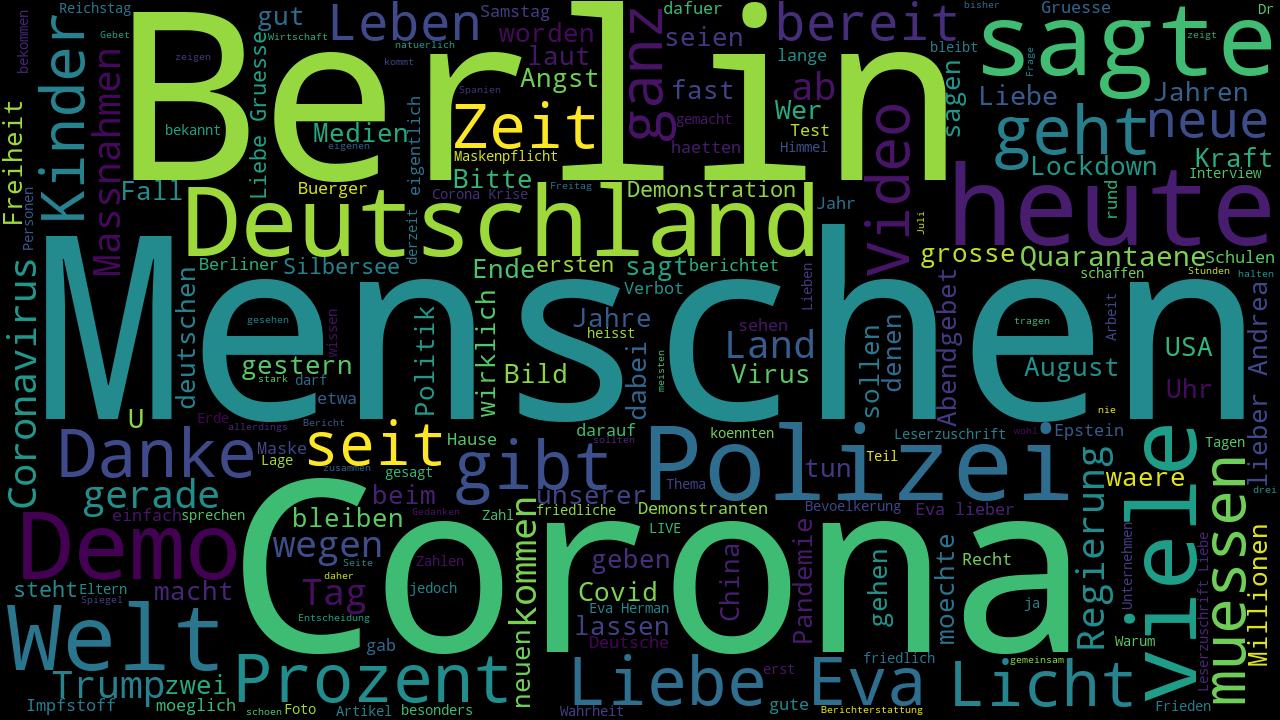 Berlin
Menschen
Corona
Deutschland
sagte
heute
Polizei
viele
Welt
Demo
Prozent
Liebe
Eva
Licht
muessen
geht
neue
Kinder
Leben
bereit
ganz
Zeit
seit
gibt
Danke
Video
Massnahmen
Coronavirus
Trump
Regierung
kommen
gerade
wegen
Tag
Land
ab
Reichstag
gut
Wirtschaft
Gebet
bekommen
zeigen
natuerlich
kommt
Samstag
worden
laut
Angst
dafuer
seien
fast
lange
bisher
Gruesse
Dr
zeigt
Frage
bleibt
sagen
Liebe
Jahren
Kraft
Lockdown
Interview
Wer
Test
Himmel
gemacht
haetten
Spanien
Maskenpflicht
Bitte
Medien
eigenen
eigentlich
bekannt
Liebe Gruesse
Freiheit
Personen
Fall
Buerger
Corona Krise
Freitag
Demonstration
Jahr
Juli
rund
derzeit
Berliner
Silbersee
Ende
ersten
sagt
berichtet
Verbot
Lieben
grosse
Quarantaene
Schulen
schaffen
Stunden
halten
deutschen
gesehen
wissen
gestern
stark
darf
etwa
Politik
wirklich
Jahre
heisst
Bild
dabei
meisten
sehen
Virus
sollen
denen
Abendgebet
tragen
Arbeit
USA
August
Uhr
lieber Andrea
nie
U
Erde
allerdings
Bericht
Maske
Lage
zusammen
gesagt
Hause
darauf
sollten
koennten
Thema
Leserzuschrift
wohl
Epstein
Teil
tun
waere
Tagen
drei
unserer
beim
bleiben
einfach
sprechen
Gedanken
Zahl
friedliche
Demonstranten
Bevoelkerung
Eva lieber
LIVE
steht
Eltern
Spiegel
macht
Seite
daher
Zahlen
jedoch
Entscheidung
geben
Covid
China
Pandemie
gehen
moechte
Recht
ja
Unternehmen
Leserzuschrift liebe
Millionen
Eva Herman
lassen
Deutsche
gab
neuen
zwei
moeglich
Impfstoff
schoen
Foto
Artikel
besonders
Wahrheit
erst
gute
friedlich
Berichterstattung
gemeinsam
Warum
Frieden